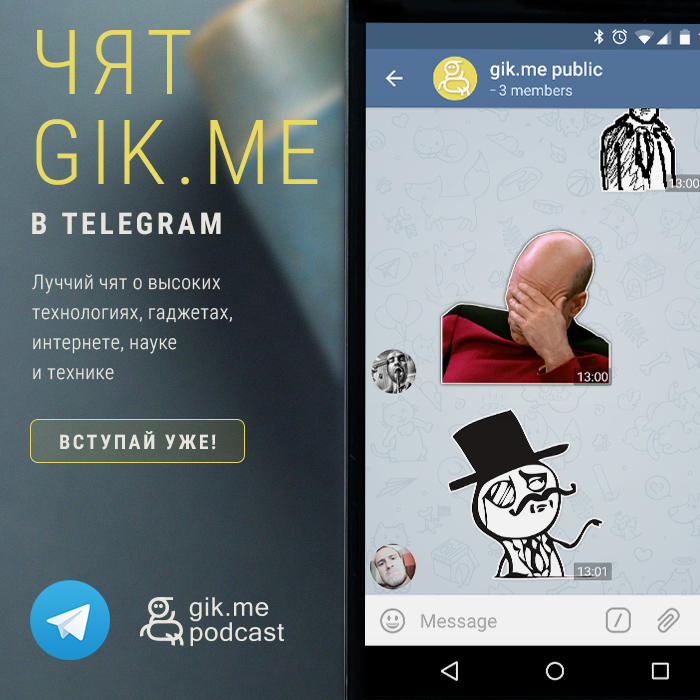 ЧЯТ
GIK.ME
В TELEGRAM
Луччий чят о высоких
технологиях, гаджетах,
интернете, науке
и технике
ВСТУПАЙ УЖЕ!
gik.me
podcast
gik.me public
~3 members
13:00
13:00
13:01
Message